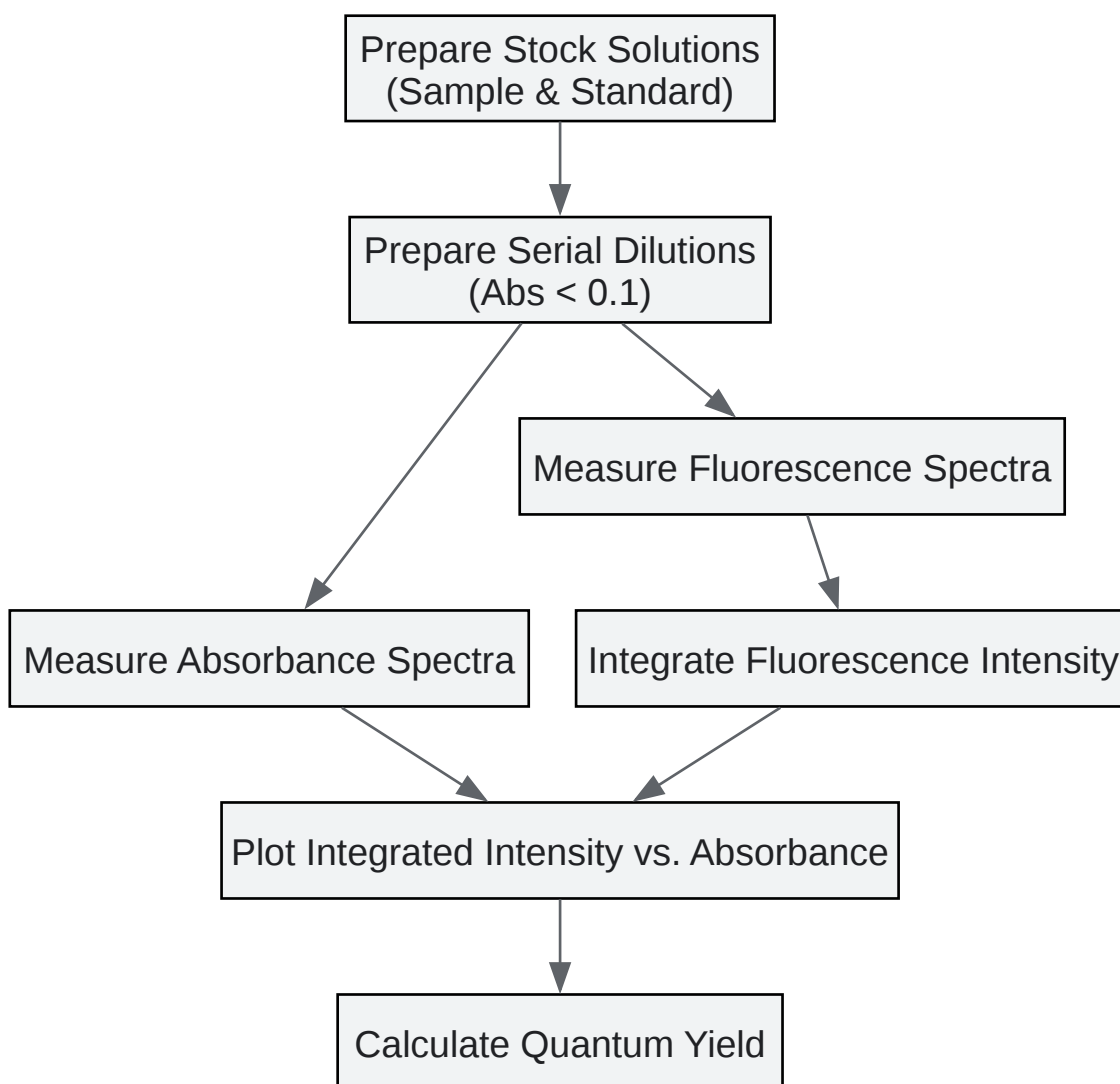 Prepare Stock Solutions
(Sample & Standard)
Prepare Serial Dilutions
(Abs < 0.1)
Measure Fluorescence Spectra
Measure Absorbance Spectra
Integrate Fluorescence Intensity
Plot Integrated Intensity vs. Absorbance
Calculate Quantum Yield